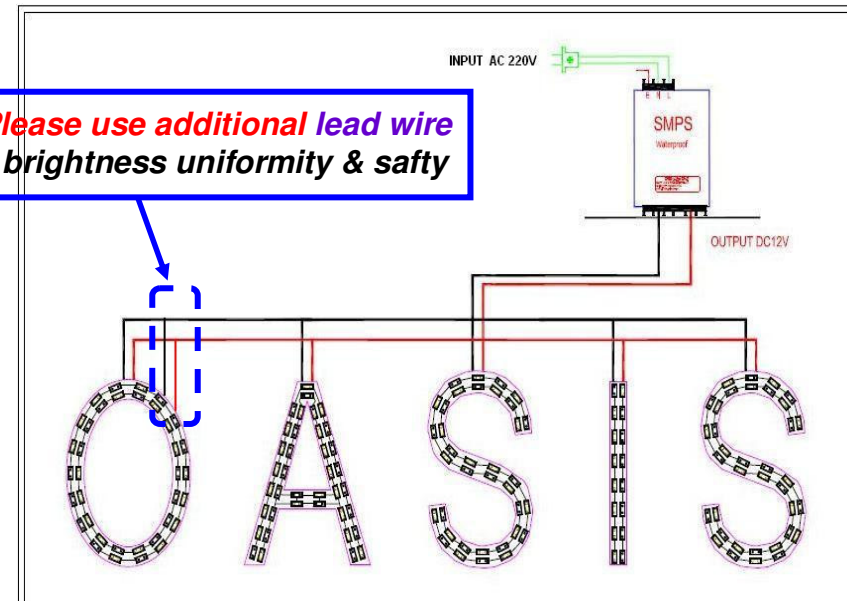 INPUT AC 220V
Please use additional lead wire
brightness uniformity & safty
E N L
SMPS
Waterproof
OUTPUT DC12V
OASIS